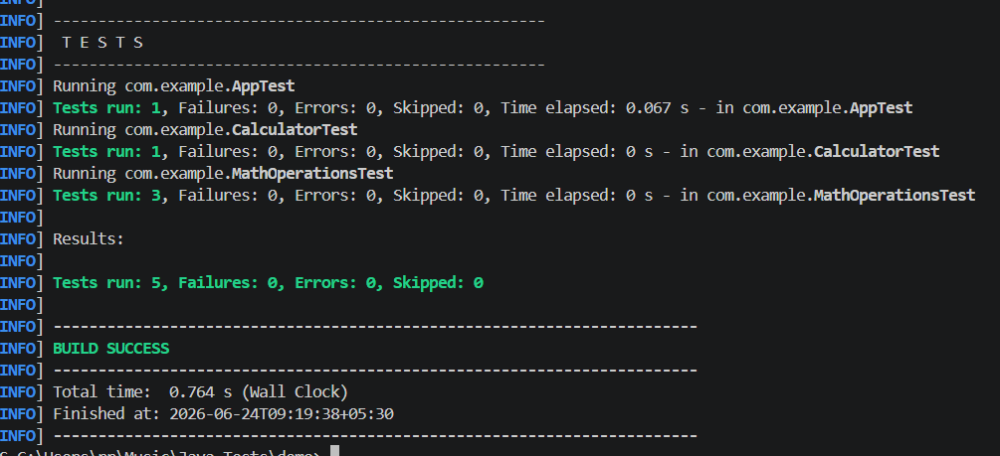 INFO]
INFO] -------------------------------------------------------
INFO]  T E S T S
INFO] -------------------------------------------------------
INFO] Running com.example.AppTest
INFO] Tests run: 1, Failures: 0, Errors: 0, Skipped: 0, Time elapsed: 0.067 s - in com.example.AppTest
INFO] Running com.example.CalculatorTest
INFO] Tests run: 1, Failures: 0, Errors: 0, Skipped: 0, Time elapsed: 0 s - in com.example.CalculatorTest
INFO] Running com.example.MathOperationsTest
INFO] Tests run: 3, Failures: 0, Errors: 0, Skipped: 0, Time elapsed: 0 s - in com.example.MathOperationsTest
INFO]
INFO] Results:
INFO]
INFO] Tests run: 5, Failures: 0, Errors: 0, Skipped: 0
INFO]
INFO] ------------------------------------------------------------------------
INFO] BUILD SUCCESS
INFO] ------------------------------------------------------------------------
INFO] Total time:  0.764 s (Wall Clock)
INFO] Finished at: 2026-06-24T09:19:38+05:30
INFO] ------------------------------------------------------------------------
S C:\Users\nn\Music\Java Tests\demo>